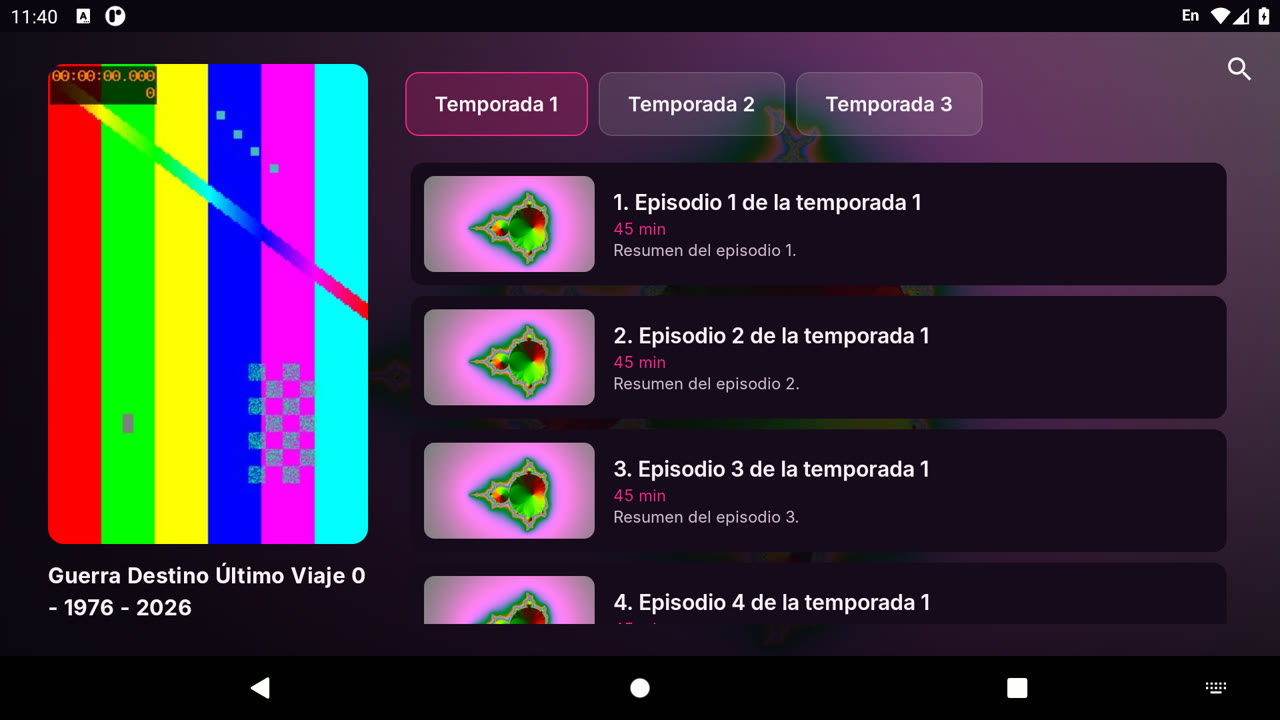 11:40
En
00:00:00.000
0
Temporada 1
Temporada 2
Temporada 3
1. Episodio 1 de la temporada 1
45 min
Resumen del episodio 1.
2. Episodio 2 de la temporada 1
45 min
Resumen del episodio 2.
3. Episodio 3 de la temporada 1
45 min
Resumen del episodio 3.
4. Episodio 4 de la temporada 1
Guerra Destino Último Viaje 0
- 1976 - 2026